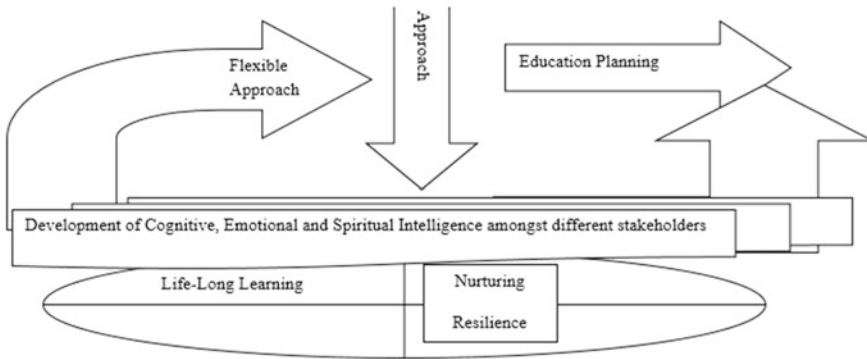 Approach
Flexible
Approach
Education Planning
Development of Cognitive, Emotional and Spiritual Intelligence amongst different stakeholders
Life-Long Learning
Nurturing
Resilience